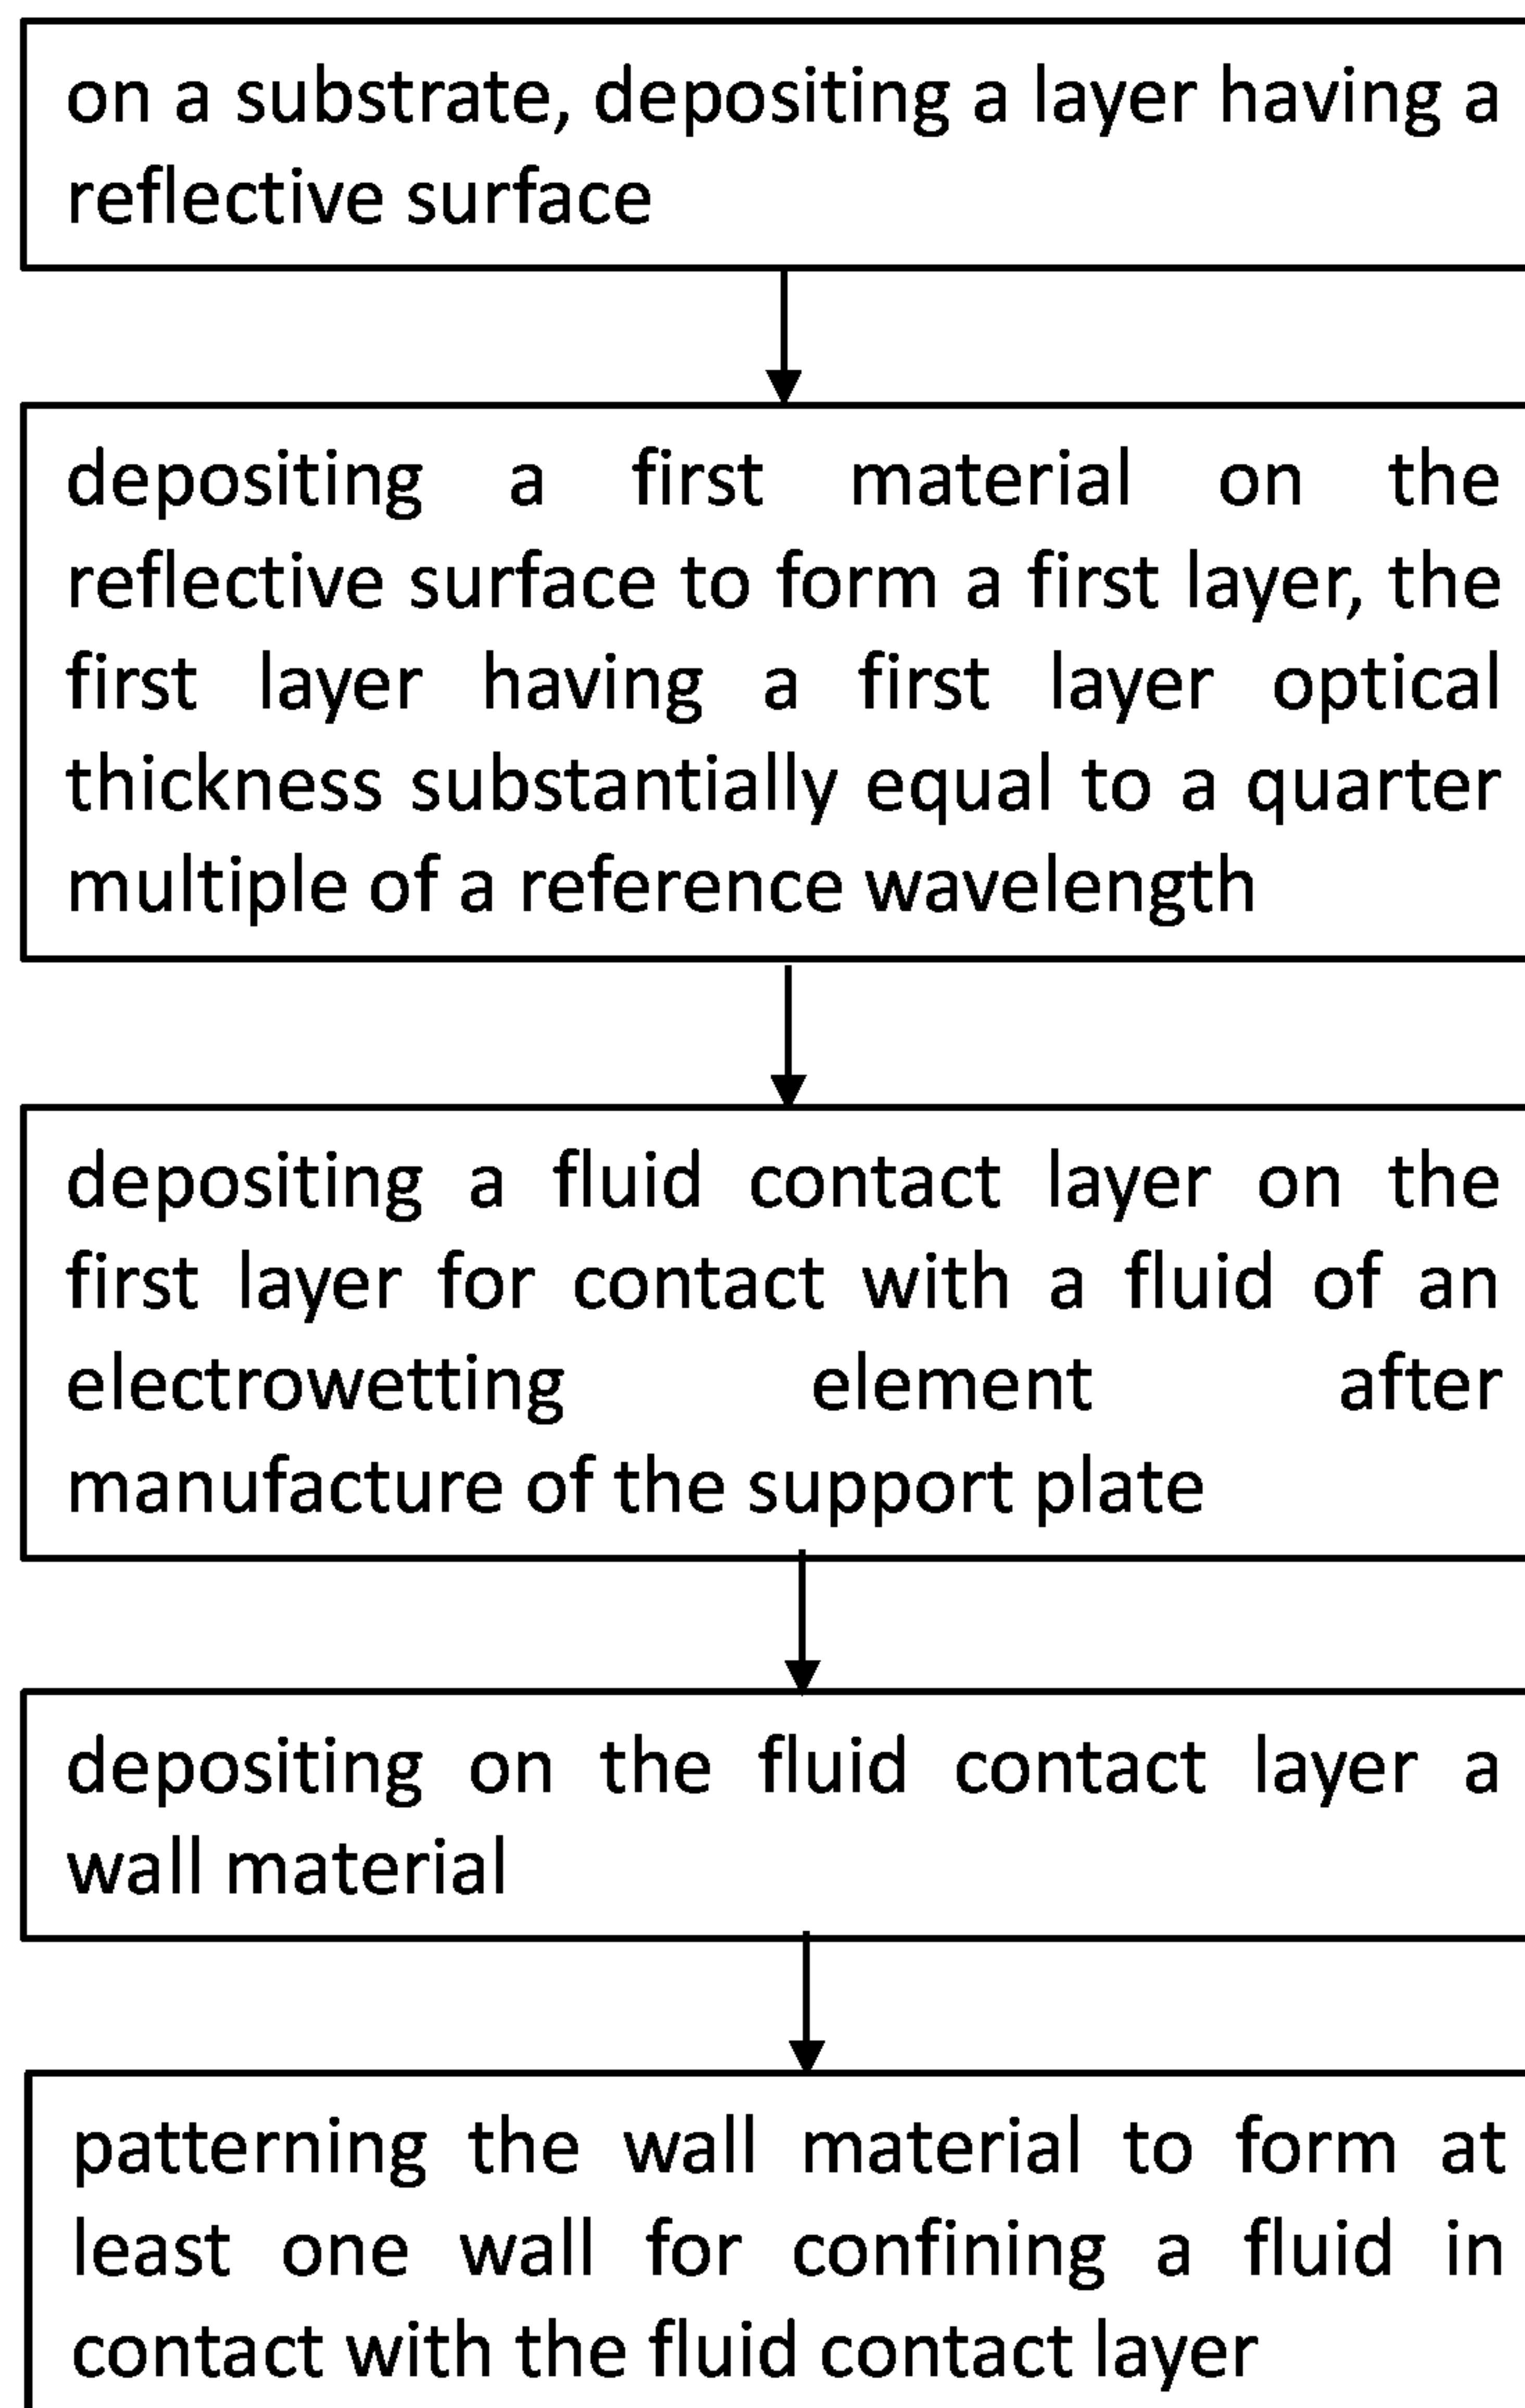 on a substrate, depositing a layer having a
reflective surface
depositing a first material on the
reflective surface to form a first layer, the
first layer having a first layer optical
thickness substantially equal to a quarter
multiple of a reference wavelength
depositing a fluid contact layer on the
first layer for contact with a fluid of an
electrowetting element after
manufacture of the support plate
depositing on the fluid contact layer a
wall material
patterning the wall material to form at
least one wall for confining a fluid in
contact with the fluid contact layer